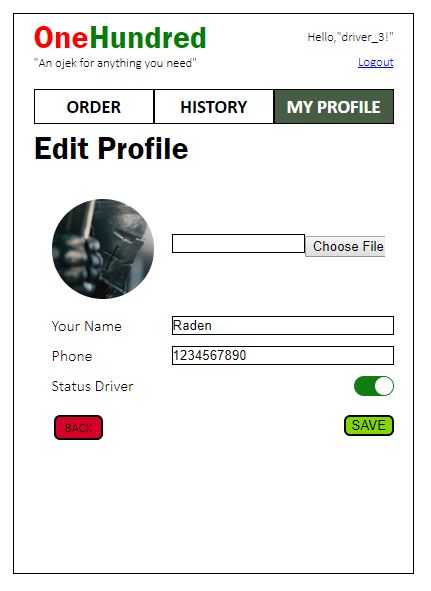 OneHundred
Hello,"driver_3!"
"An ojek for anything you need"
Logout
ORDER
HISTORY
MY PROFILE
Edit Profile
Choose File
Your Name
Raden
Phone
1234567890
Status Driver
BACK
SAVE